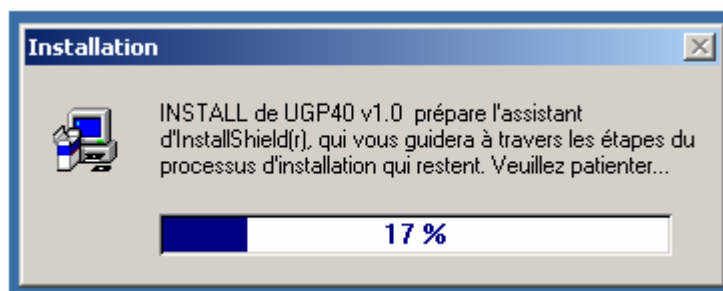 Installation
INSTALL de UGP40 v1.0 prépare l'assistant
d'InstallShield(r), qui vous guidera à travers les étapes du
processus d'installation qui restent. Veuillez patienter...
17 %